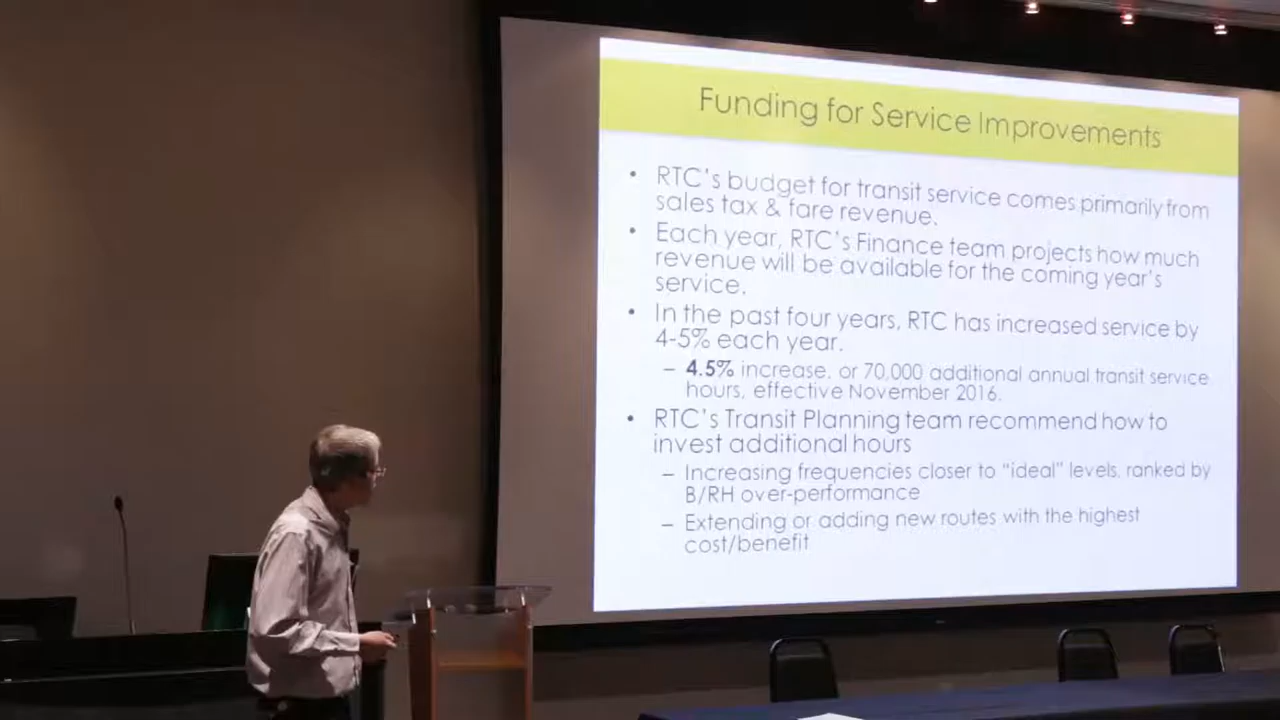 Funding for Service Improvements
• RTC's budget for transit service comes primarily from
sales tax & fare revenue.
• Each year, RTC's Finance team projects how much
revenue will be available for the coming year's
service.
• In the past four years, RTC has increased service by
4-5% each year.
– 4.5% increase, or 70,000 additional annual transit service
hours, effective November 2016.
• RTC's Transit Planning team recommend how to
invest additional hours
– Increasing frequencies closer to "ideal" levels, ranked by
B/RH over-performance
– Extending or adding new routes with the highest
cost/benefit